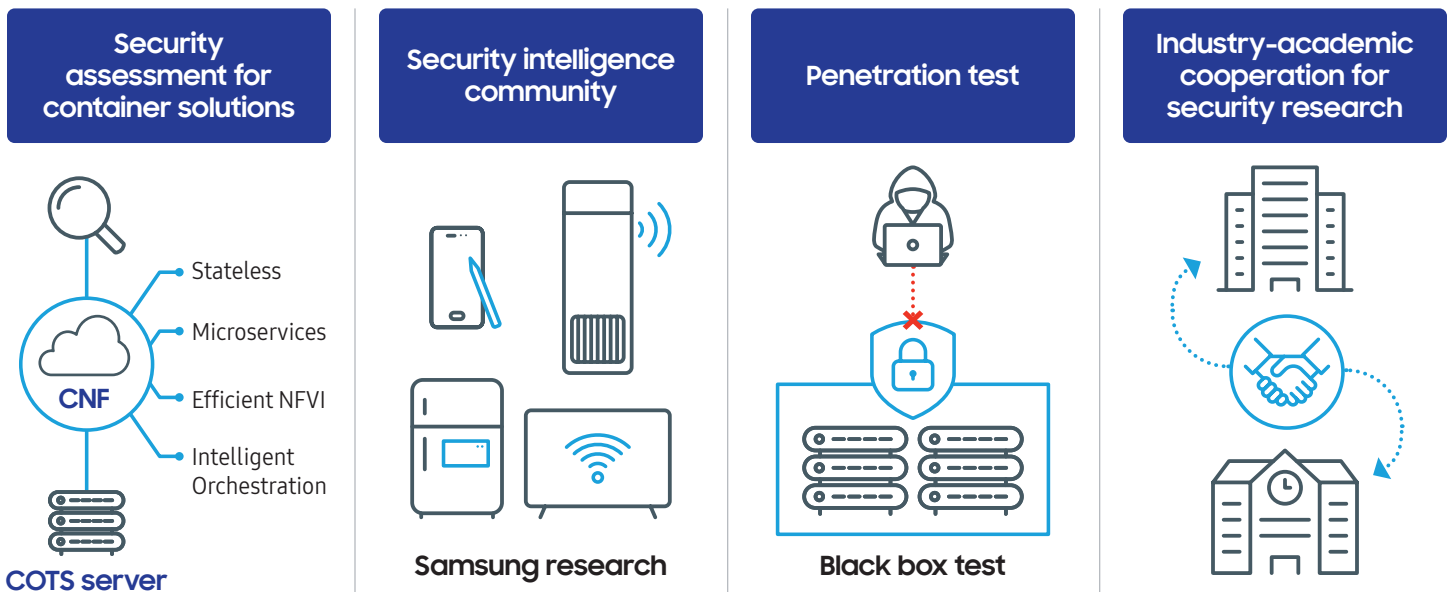 Security
assessment for
container solutions
Stateless
Microservices
CNF
Efficient NFVI
Intelligent
Orchestration
COTS server
Security intelligence
community
Samsung research
Penetration test
Black box test
Industry-academic
cooperation for
security research